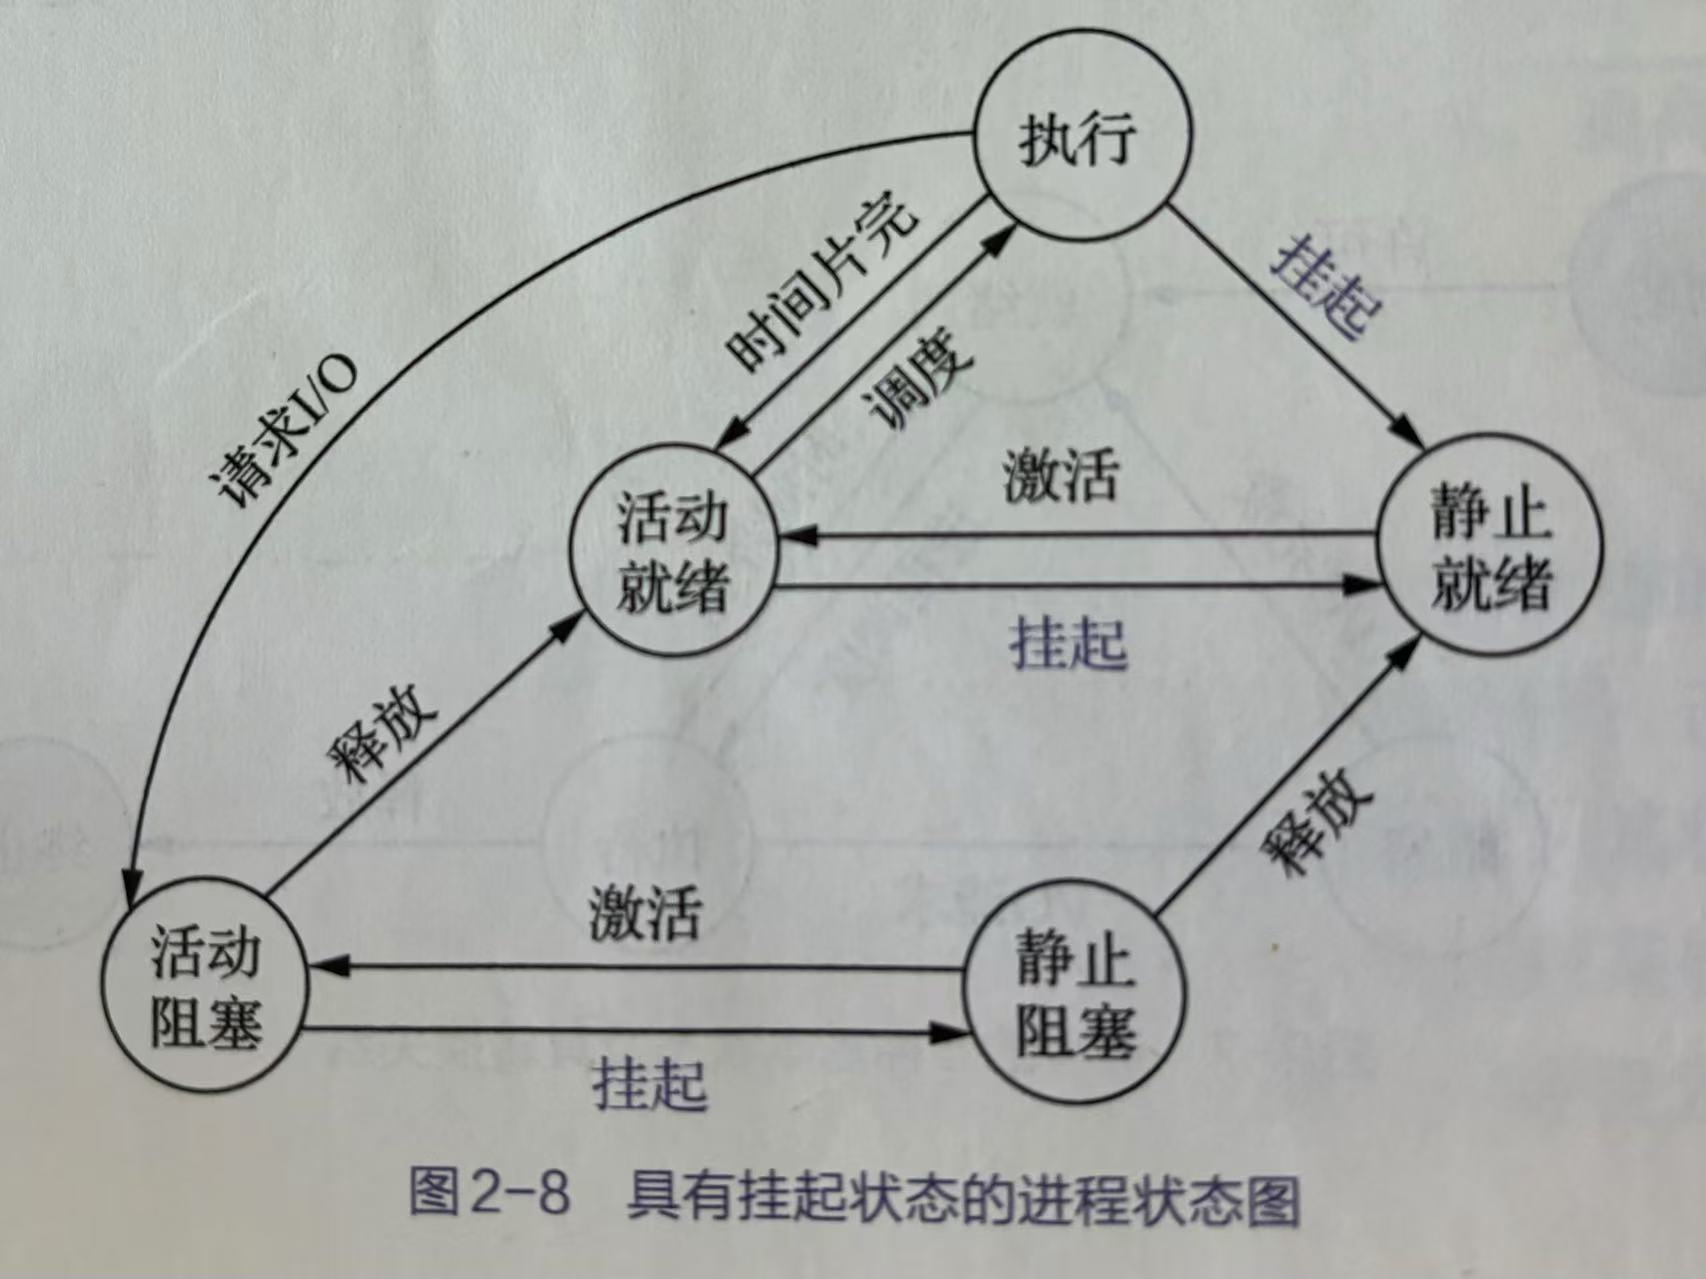 执行
时间片完
挂起
调度
请求I/O
激活
活动
就绪
静止
就绪
挂起
释放
释放
激活
活动
阻塞
静止
阻塞
挂起
图2-8 具有挂起状态的进程状态图